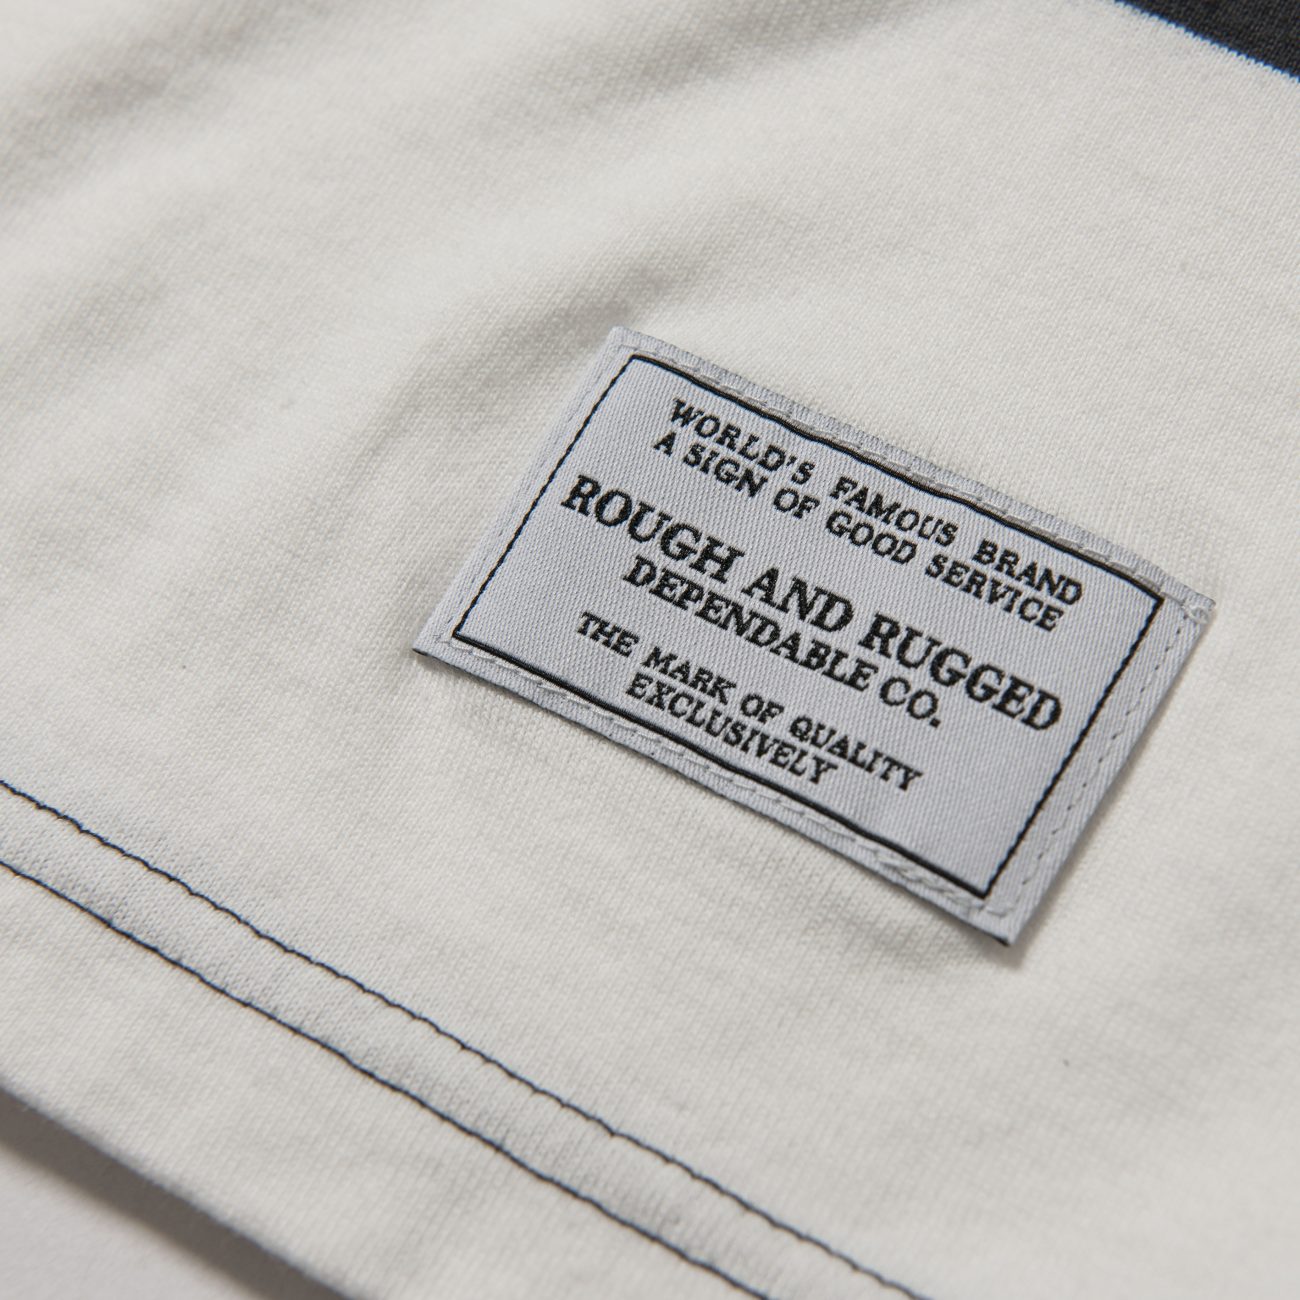 WORLD'S FAMOUS BRAND
A SIGN OF GOOD SERVICE
ROUGH AND RUGGED
DEPENDABLE CO.
THE MARK OF QUALITY
EXCLUSIVELY